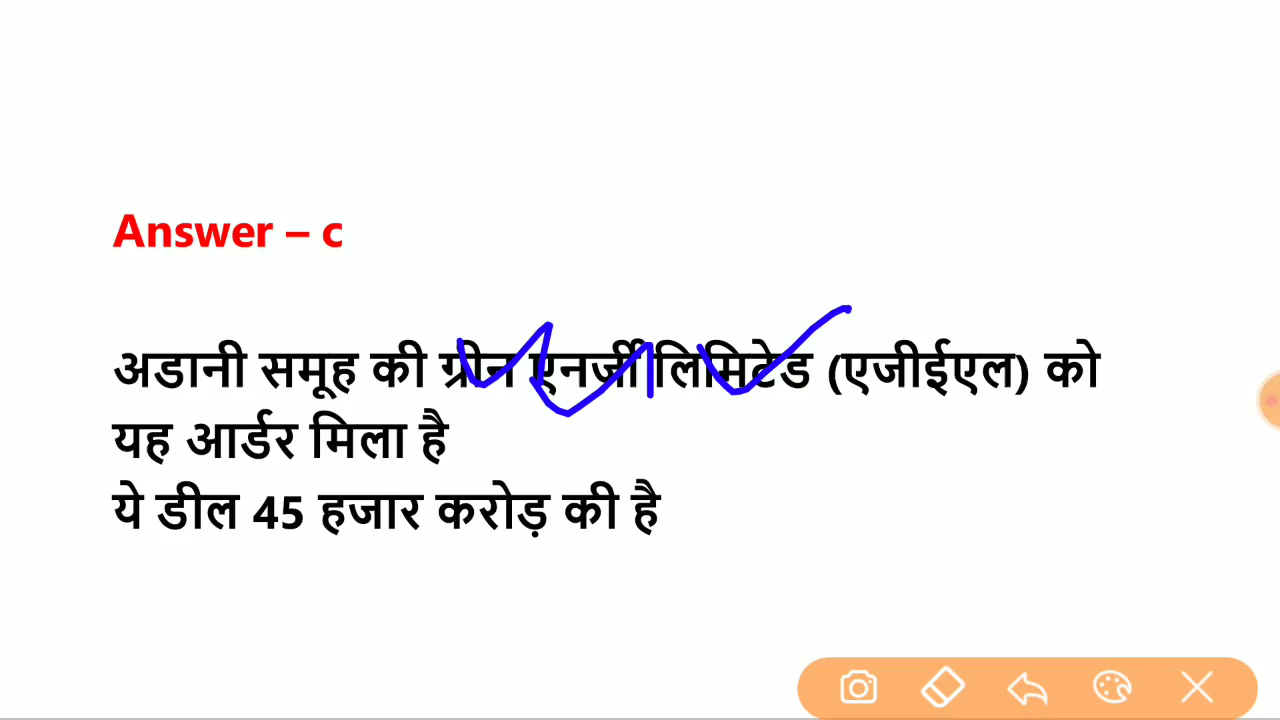 Answer – c
अडानी समूह की ग्रीन एनर्जी लिमिटेड (एजीईएल) को
यह आर्डर मिला है
ये डील 45 हजार करोड़ की है